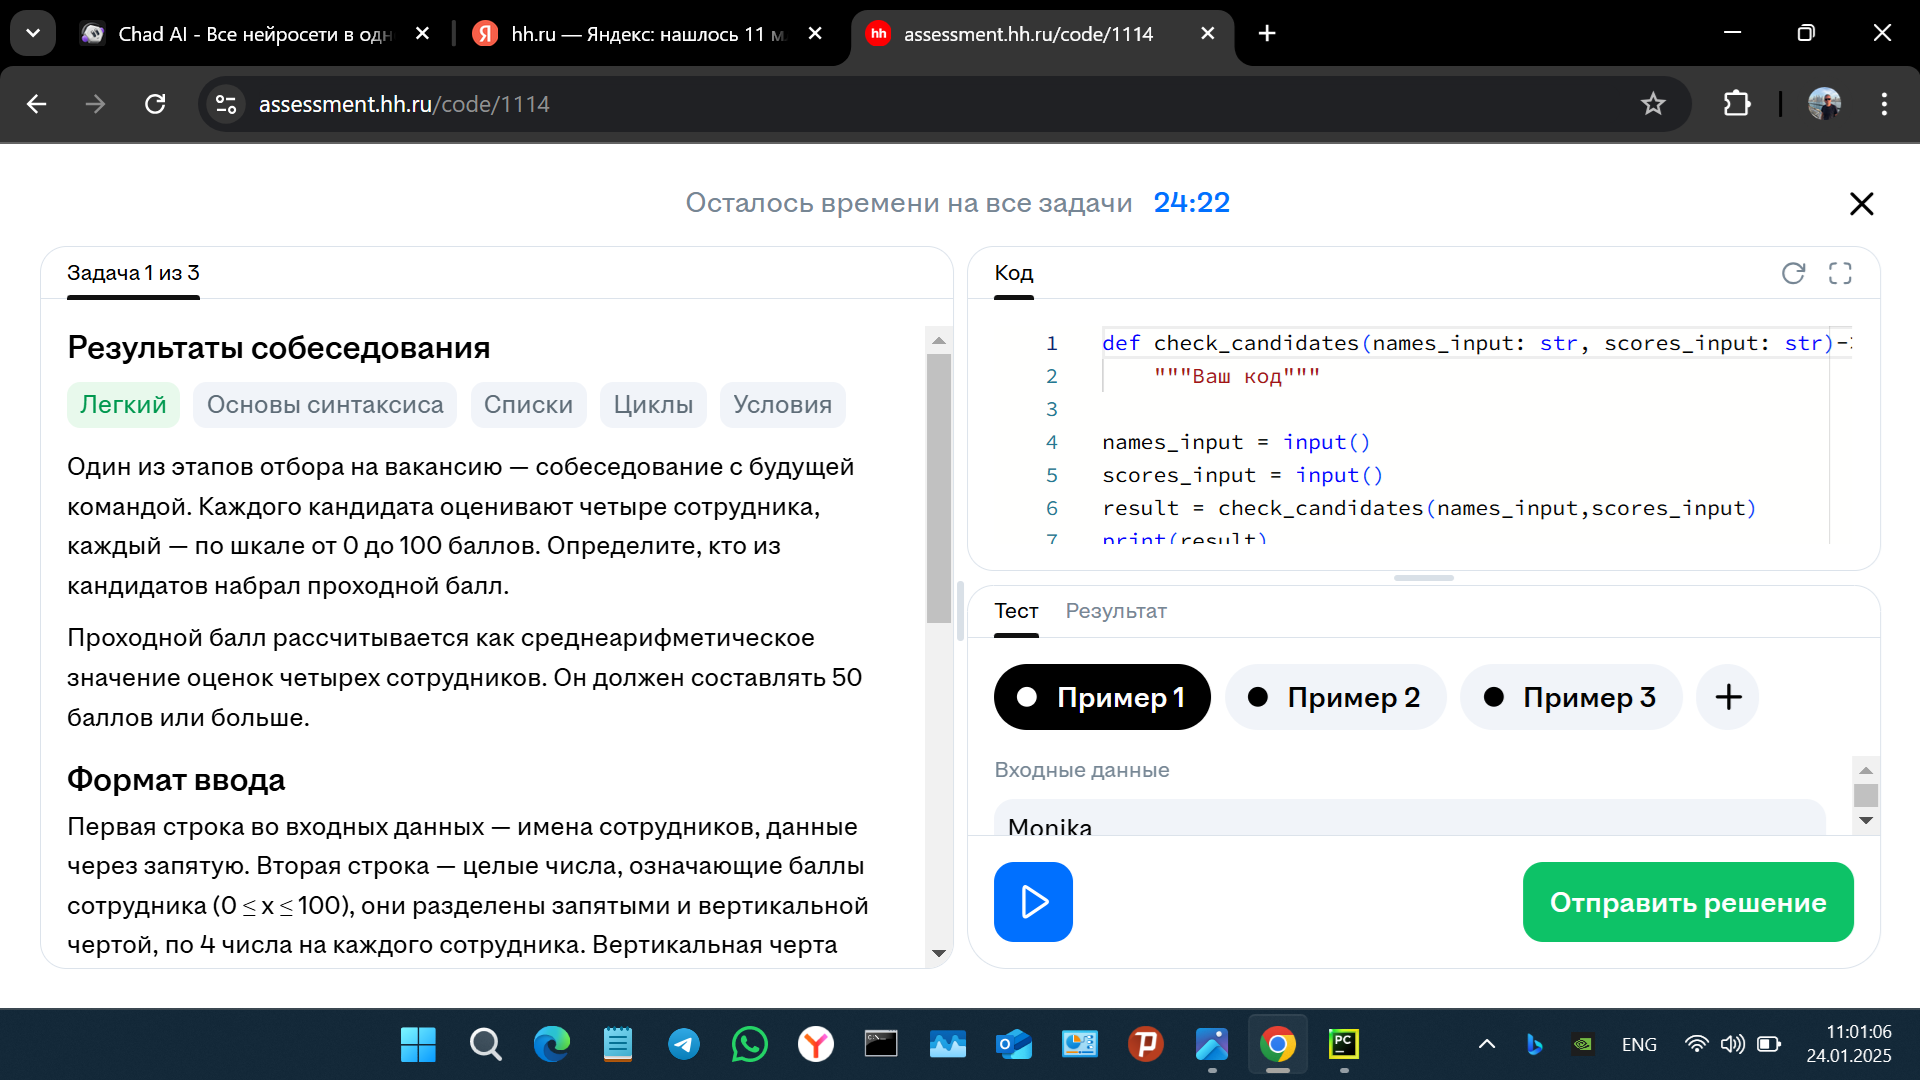 Chad AI - Все нейросети в одн
hh.ru — Яндекс: нашлось 11 м
assessment.hh.ru/code/1114
assessment.hh.ru/code/1114
Осталось времени на все задачи 24:22
Задача 1 из 3
Результаты собеседования
Легкий Основы синтаксиса Списки Циклы Условия
Один из этапов отбора на вакансию — собеседование с будущей
командой. Каждого кандидата оценивают четыре сотрудника,
каждый — по шкале от 0 до 100 баллов. Определите, кто из
кандидатов набрал проходной балл.
Проходной балл рассчитывается как среднеарифметическое
значение оценок четырех сотрудников. Он должен составлять 50
баллов или больше.
Формат ввода
Первая строка во входных данных — имена сотрудников, данные
через запятую. Вторая строка — целые числа, означающие баллы
сотрудника (0 ≤ x ≤ 100), они разделены запятыми и вертикальной
чертой, по 4 числа на каждого сотрудника. Вертикальная черта
Код
1 def check_candidates(names_input: str, scores_input: str)->
2 """Ваш код"""
3
4 names_input = input()
5 scores_input = input()
6 result = check_candidates(names_input,scores_input)
7 print(result)
Тест Результат
Пример 1 Пример 2 Пример 3
Входные данные
Monika
Отправить решение
ENG
11:01:06
24.01.2025